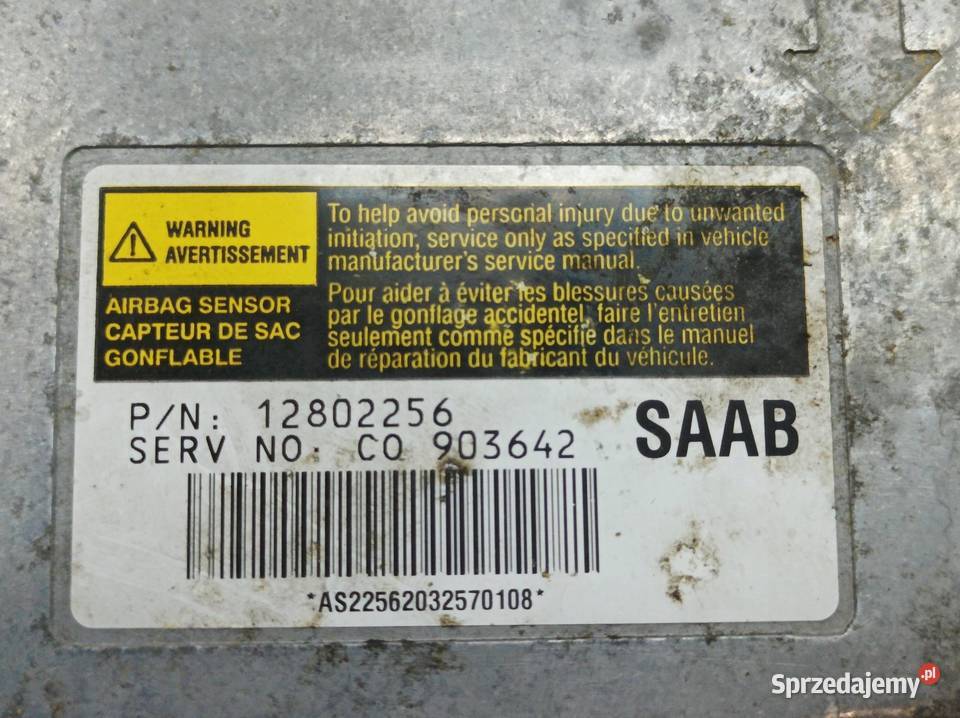 WARNING
AVERTISSEMENT
AIRBAG SENSOR
CAPTEUR DE SAC
GONFLABLE
To help avoid personal injury due to unwanted
initiation, service only as specified in vehicle
manufacturer's service manual.
Pour aider à éviter les blessures causées
par le gonflage accidentel, faire l'entretien
seulement comme spécifie dans le manuel
de réparation du fabricant du véhicule.
P/N: 12802256
SERV NO: CO 903642
SAAB
*AS22562032570108*
Sprzedajemy.pl